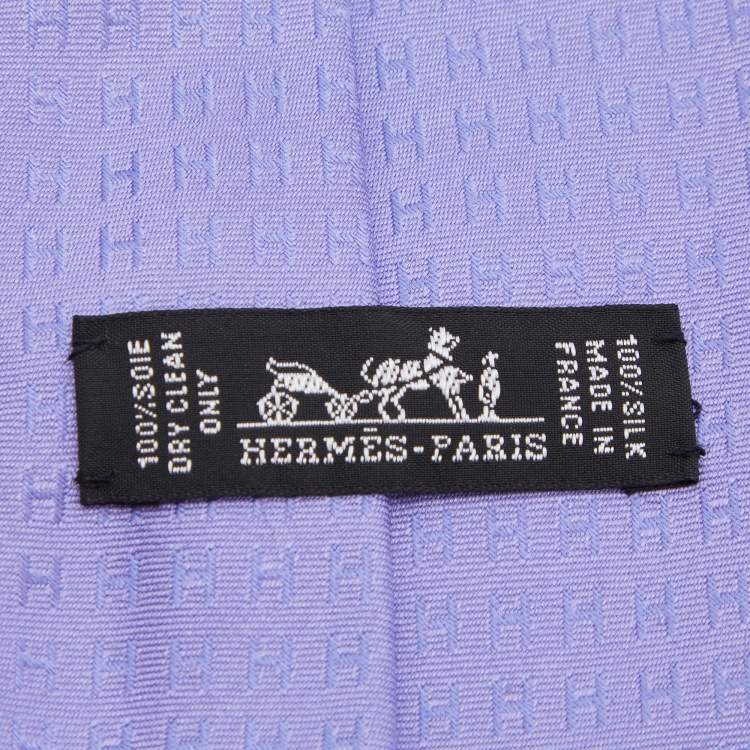 100%SOIE
DRY CLEAN
ONLY
HERMÈS-PARIS
100%SILK
MADE IN
FRANCE